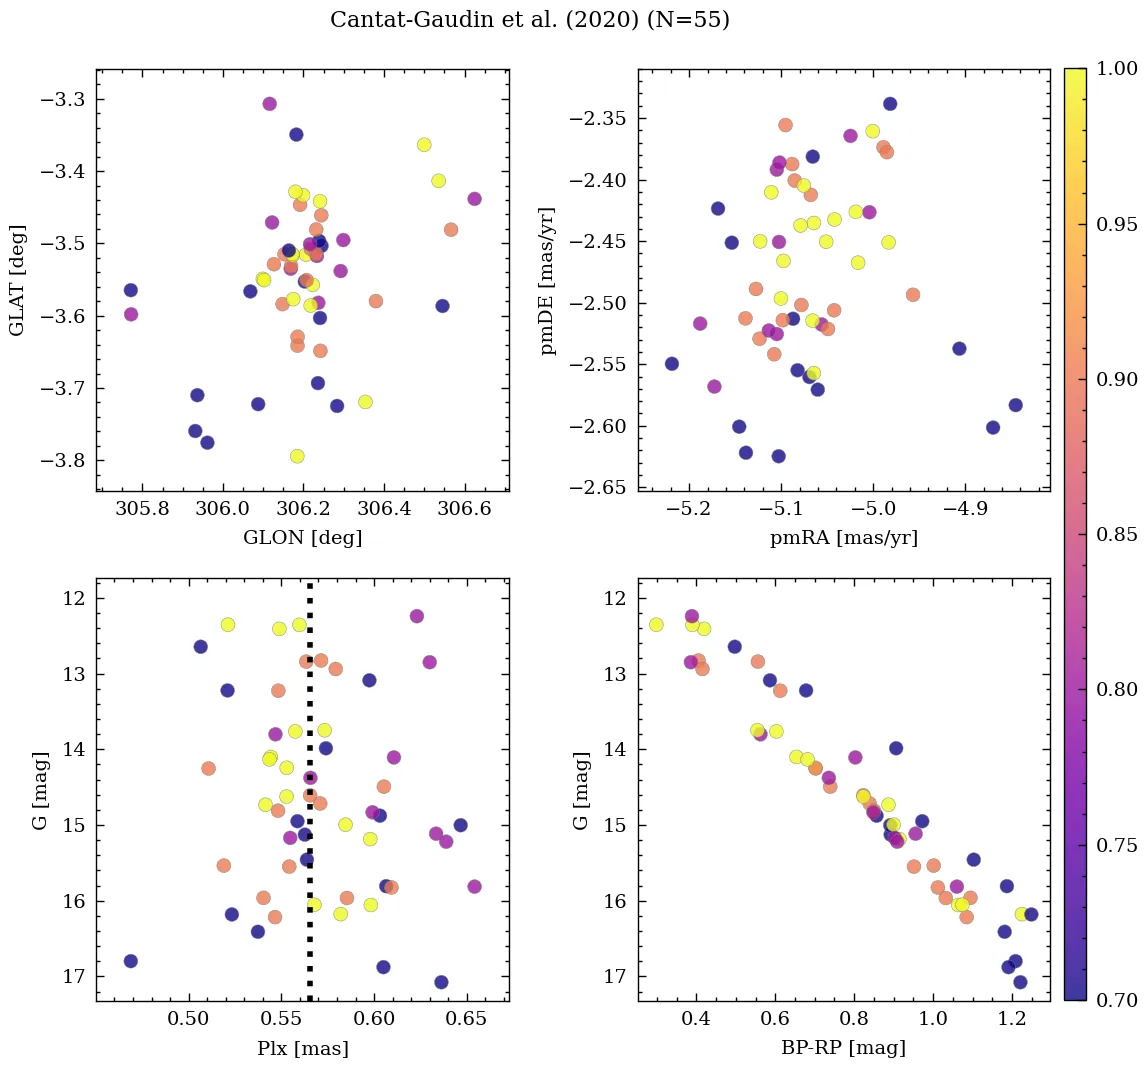 Cantat-Gaudin et al. (2020) (N=55)
−3.3
−3.4
−3.5
−3.6
−3.7
−3.8
GLAT [deg]
305.8 306.0 306.2 306.4 306.6
GLON [deg]
−2.35
−2.40
−2.45
−2.50
−2.55
−2.60
−2.65
pmDE [mas/yr]
−5.2 −5.1 −5.0 −4.9
pmRA [mas/yr]
12
13
14
15
16
17
G [mag]
0.50 0.55 0.60 0.65
Plx [mas]
12
13
14
15
16
17
G [mag]
0.4 0.6 0.8 1.0 1.2
BP-RP [mag]
1.00
0.95
0.90
0.85
0.80
0.75
0.70